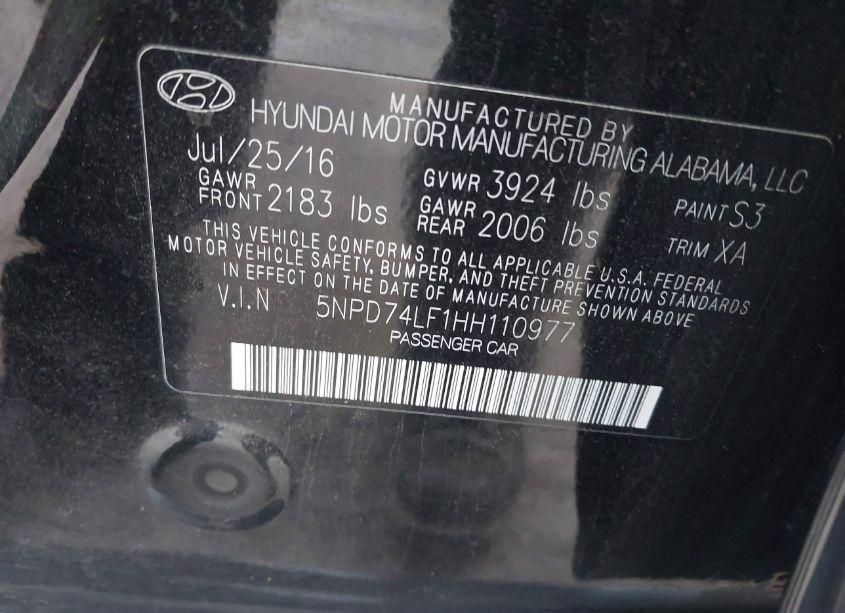 MANUFACTURED BY
HYUNDAI MOTOR MANUFACTURING ALABAMA, LLC
Jul/25/16 GVWR 3924 lbs PAINT S3
GAWR FRONT 2183 lbs GAWR REAR 2006 lbs TRIM XA
THIS VEHICLE CONFORMS TO ALL APPLICABLE U.S.A. FEDERAL
MOTOR VEHICLE SAFETY, BUMPER, AND THEFT PREVENTION STANDARDS
IN EFFECT ON THE DATE OF MANUFACTURE SHOWN ABOVE
V.I.N 5NPD74LF1HH110977
PASSENGER CAR